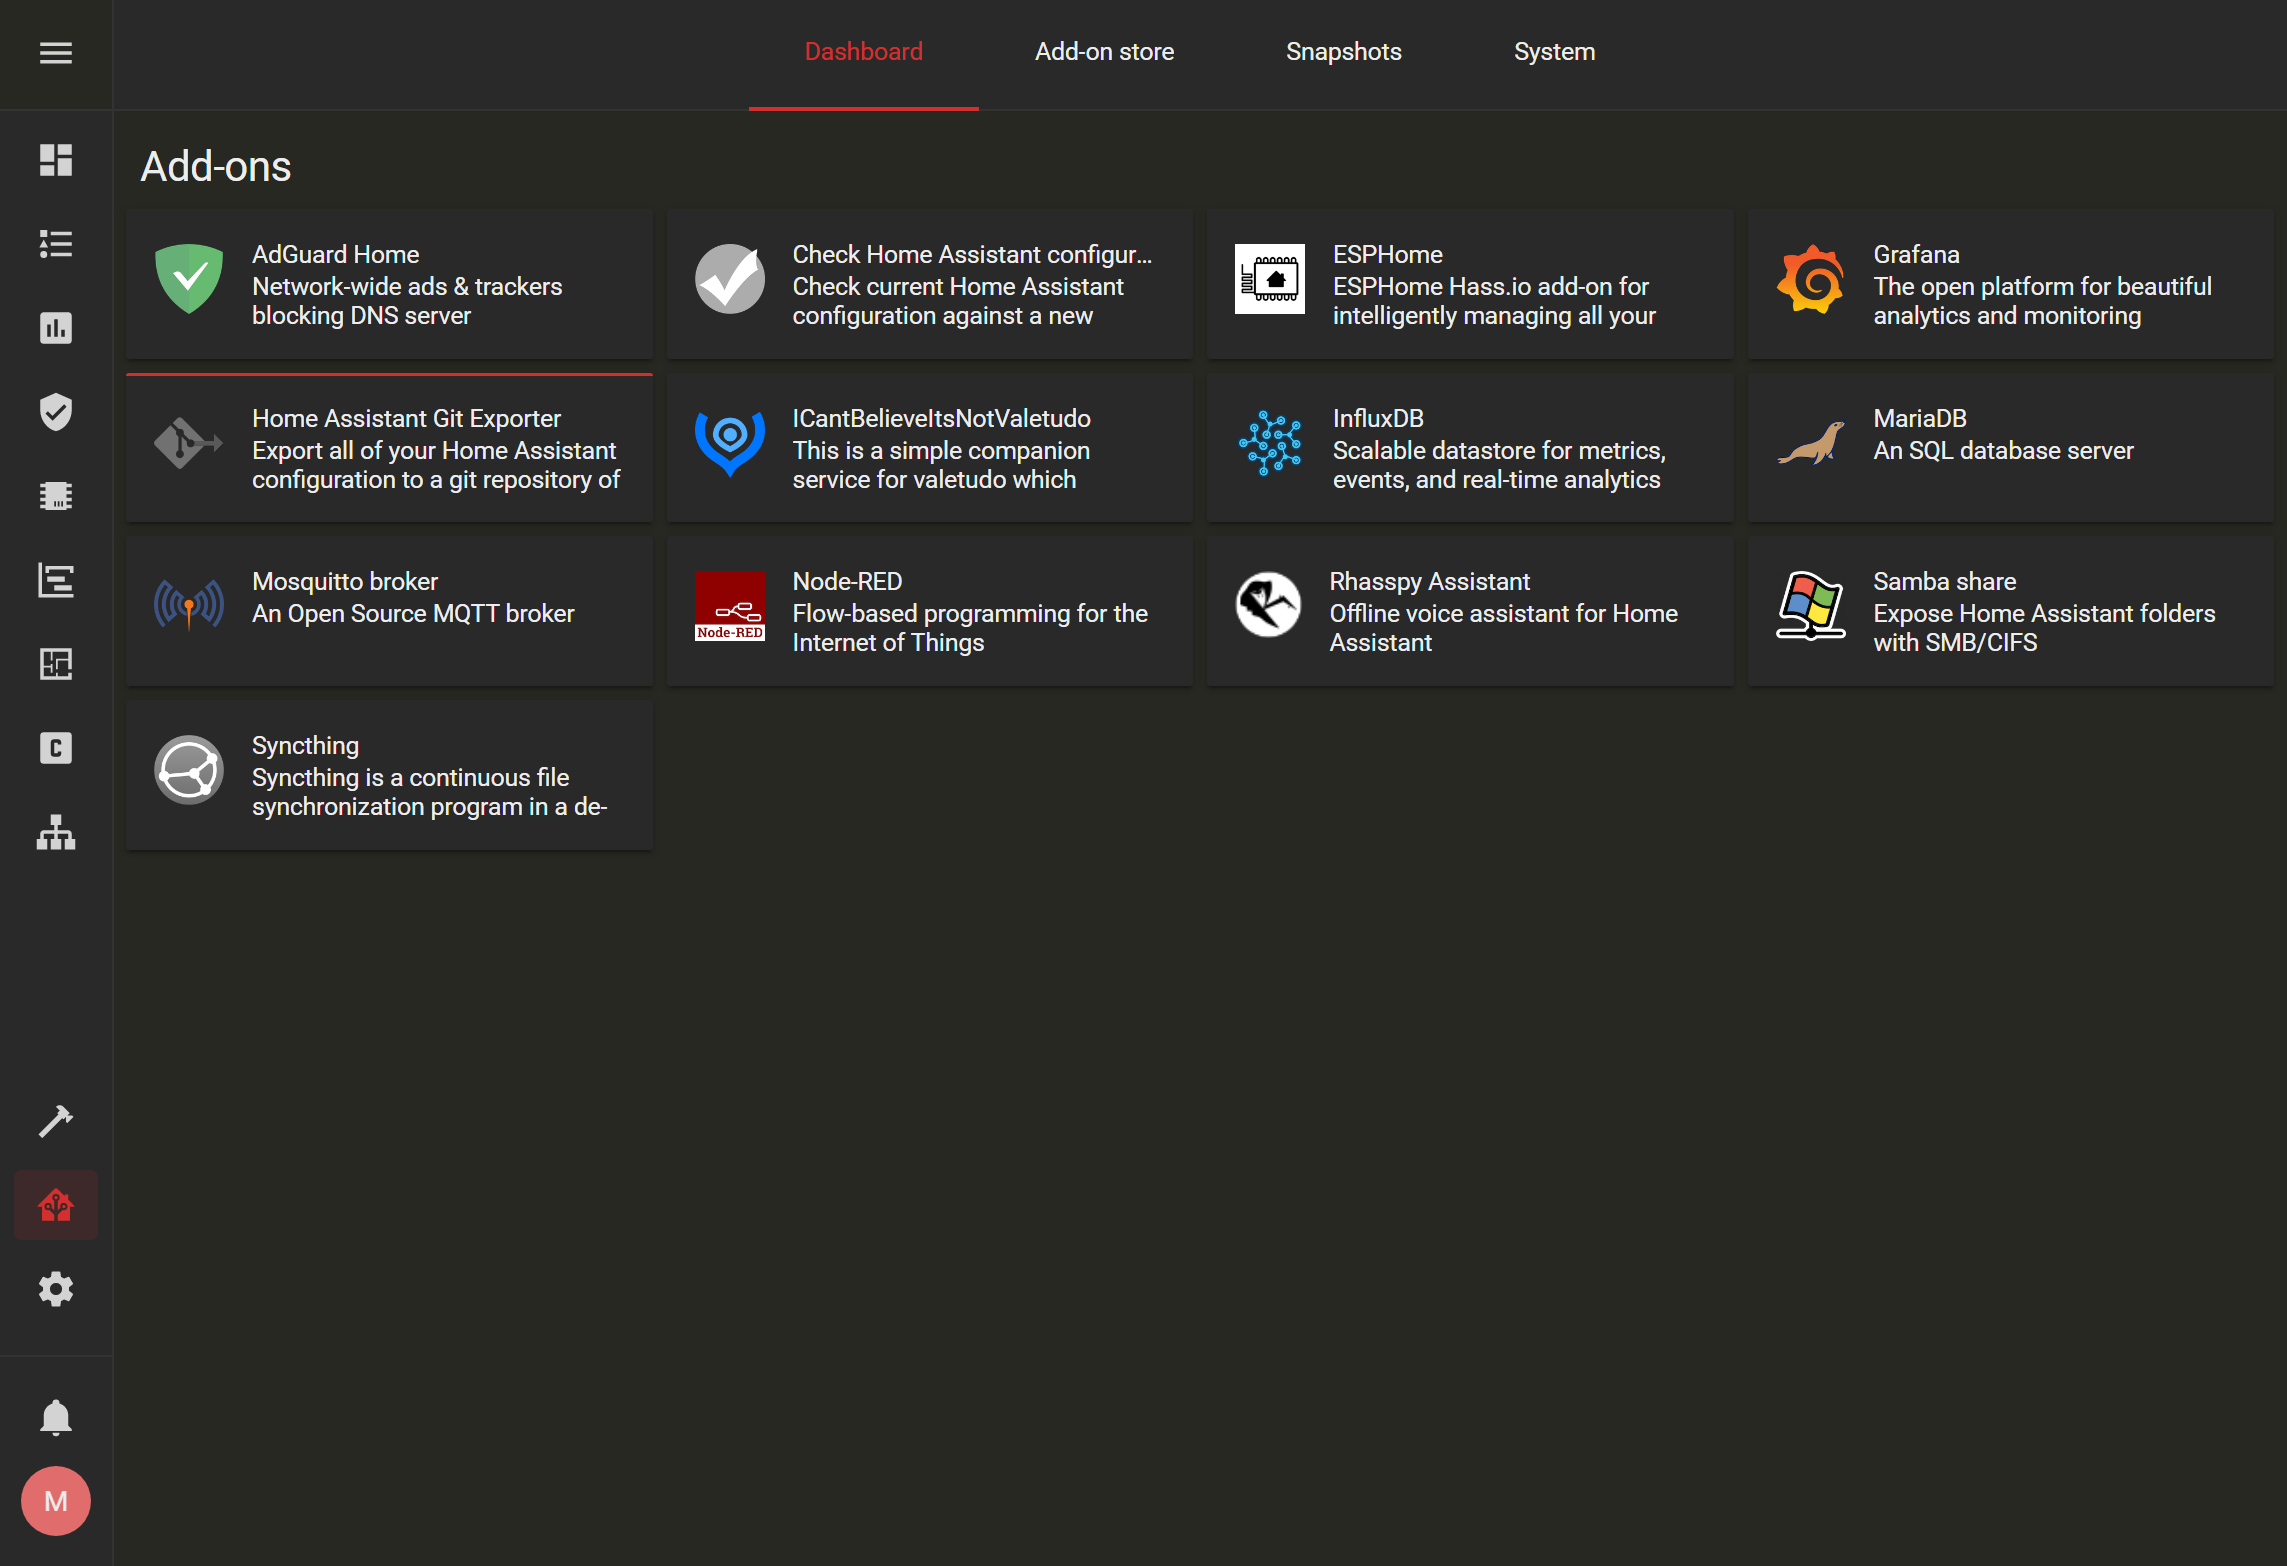 Dashboard
Add-on store
Snapshots
System
Add-ons
AdGuard Home
Network-wide ads & trackers
blocking DNS server
Check Home Assistant configur...
Check current Home Assistant
configuration against a new
ESPHome
ESPHome Hass.io add-on for
intelligently managing all your
Grafana
The open platform for beautiful
analytics and monitoring
Home Assistant Git Exporter
Export all of your Home Assistant
configuration to a git repository of
ICantBelieveItsNotValetudo
This is a simple companion
service for valetudo which
InfluxDB
Scalable datastore for metrics,
events, and real-time analytics
MariaDB
An SQL database server
Mosquitto broker
An Open Source MQTT broker
Node-RED
Node-RED
Flow-based programming for the
Internet of Things
Rhasspy Assistant
Offline voice assistant for Home
Assistant
Samba share
Expose Home Assistant folders
with SMB/CIFS
C
Syncthing
Syncthing is a continuous file
synchronization program in a de-
M